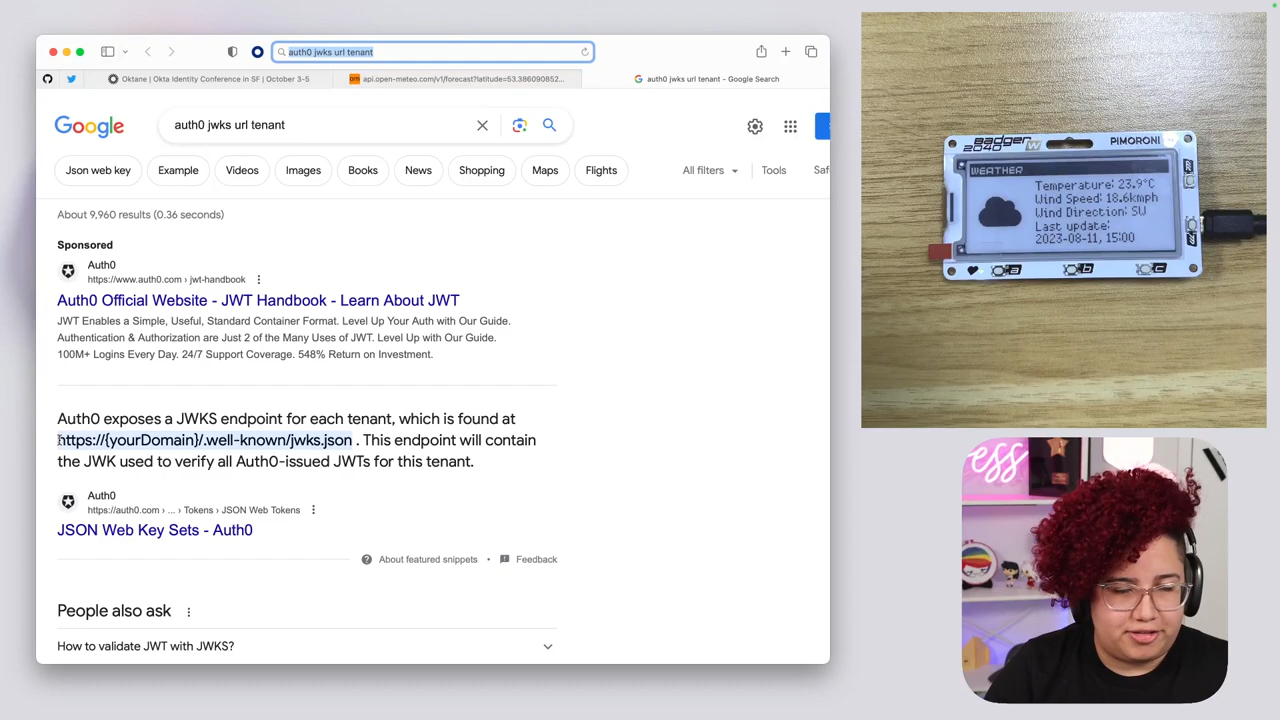 auth0 jwks url tenant
Oktane | Okta Identity Conference in SF | October 3-5
om
api.open-meteo.com/v1/forecast?latitude=53.386090852...
auth0 jwks url tenant - Google Search
Google
auth0 jwks url tenant
Json web key
Example
Videos
Images
Books
News
Shopping
Maps
Flights
All filters
Tools
Saf
About 9,960 results (0.36 seconds)
Sponsored
Auth0
https://www.auth0.com › jwt-handbook
Auth0 Official Website - JWT Handbook - Learn About JWT
JWT Enables a Simple, Useful, Standard Container Format. Level Up Your Auth with Our Guide.
Authentication & Authorization are Just 2 of the Many Uses of JWT. Level Up with Our Guide.
100M+ Logins Every Day. 24/7 Support Coverage. 548% Return on Investment.
Auth0 exposes a JWKS endpoint for each tenant, which is found at
https://{yourDomain}/.well-known/jwks.json . This endpoint will contain
the JWK used to verify all Auth0-issued JWTs for this tenant.
Auth0
https://auth0.com › ... › Tokens › JSON Web Tokens
JSON Web Key Sets - Auth0
About featured snippets • Feedback
People also ask
How to validate JWT with JWKS?
badger 2040 W
PIMORONI
WEATHER
Temperature: 23.9°C
Wind Speed: 18.6kmph
Wind Direction: SW
Last update:
2023-08-11, 15:00
a
b
c
ess